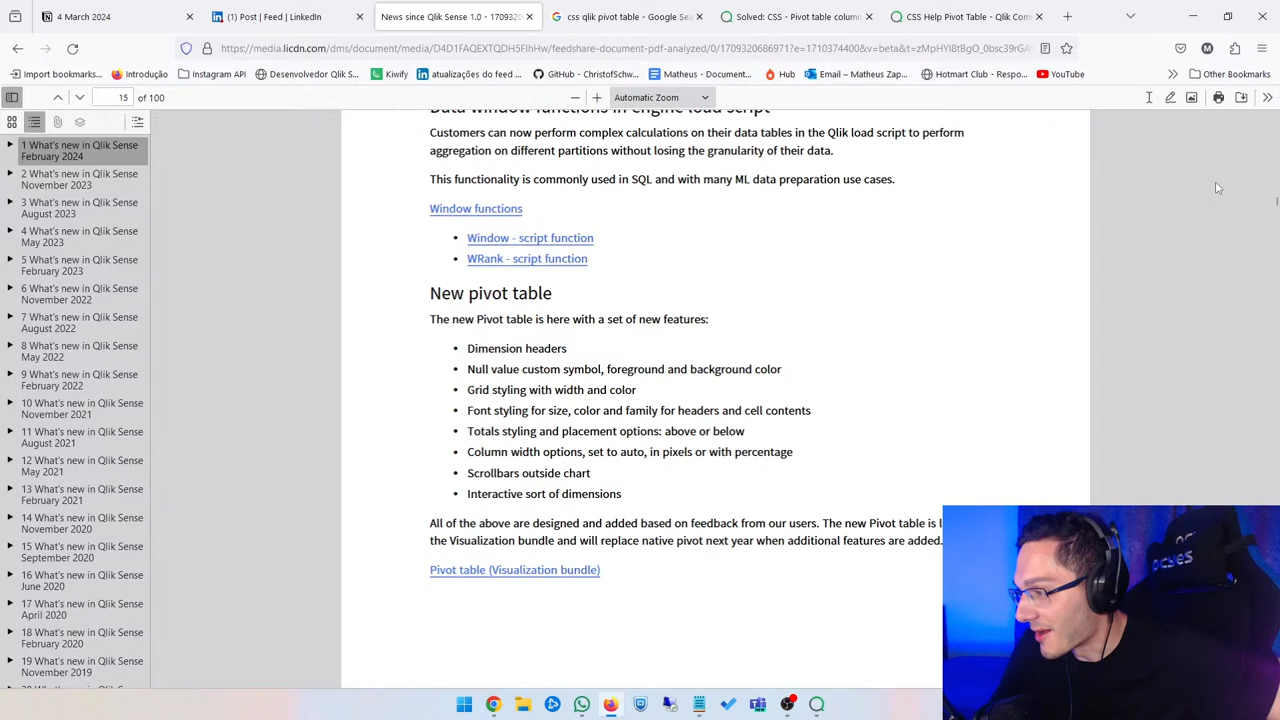 4 March 2024
(1) Post | Feed | LinkedIn
News since Qlik Sense 1.0 - 1709320
css qlik pivot table - Google Sea
Solved: CSS - Pivot table column
CSS Help Pivot Table - Qlik Com
https://media.licdn.com/dms/document/media/D4D1FAQEXTQDH5FIhHw/feedshare-document-pdf-analyzed/0/1709320686971?e=1710374400&v=beta&t=
Import bookmarks...
Introdução
Instagram API
Desenvolvedor Qlik S...
Kiwify
atualizações do feed ...
GitHub - ChristofSchw...
Matheus - Document...
Hub
Email – Matheus Zap...
Hotmart Club - Respo...
YouTube
Other Bookmarks
15 of 100
Automatic Zoom
1 What's new in Qlik Sense
February 2024
2 What's new in Qlik Sense
November 2023
3 What's new in Qlik Sense
August 2023
4 What's new in Qlik Sense
May 2023
5 What's new in Qlik Sense
February 2023
6 What's new in Qlik Sense
November 2022
7 What's new in Qlik Sense
August 2022
8 What's new in Qlik Sense
May 2022
9 What's new in Qlik Sense
February 2022
10 What's new in Qlik Sense
November 2021
11 What's new in Qlik Sense
August 2021
12 What's new in Qlik Sense
May 2021
13 What's new in Qlik Sense
February 2021
14 What's new in Qlik Sense
November 2020
15 What's new in Qlik Sense
September 2020
16 What's new in Qlik Sense
June 2020
17 What's new in Qlik Sense
April 2020
18 What's new in Qlik Sense
February 2020
19 What's new in Qlik Sense
November 2019
Data window functions in engine load script
Customers can now perform complex calculations on their data tables in the Qlik load script to perform
aggregation on different partitions without losing the granularity of their data.
This functionality is commonly used in SQL and with many ML data preparation use cases.
Window functions
• Window - script function
• WRank - script function
New pivot table
The new Pivot table is here with a set of new features:
• Dimension headers
• Null value custom symbol, foreground and background color
• Grid styling with width and color
• Font styling for size, color and family for headers and cell contents
• Totals styling and placement options: above or below
• Column width options, set to auto, in pixels or with percentage
• Scrollbars outside chart
• Interactive sort of dimensions
All of the above are designed and added based on feedback from our users. The new Pivot table is
the Visualization bundle and will replace native pivot next year when additional features are added.
Pivot table (Visualization bundle)